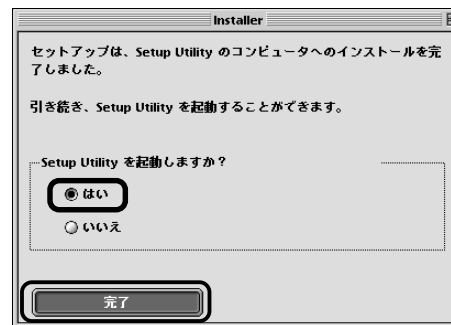 Installer
セットアップは、Setup Utility のコンピュータへのインストールを完
了しました。
引き続き、Setup Utility を起動することができます。
Setup Utility を起動しますか？
はい
いいえ
完了